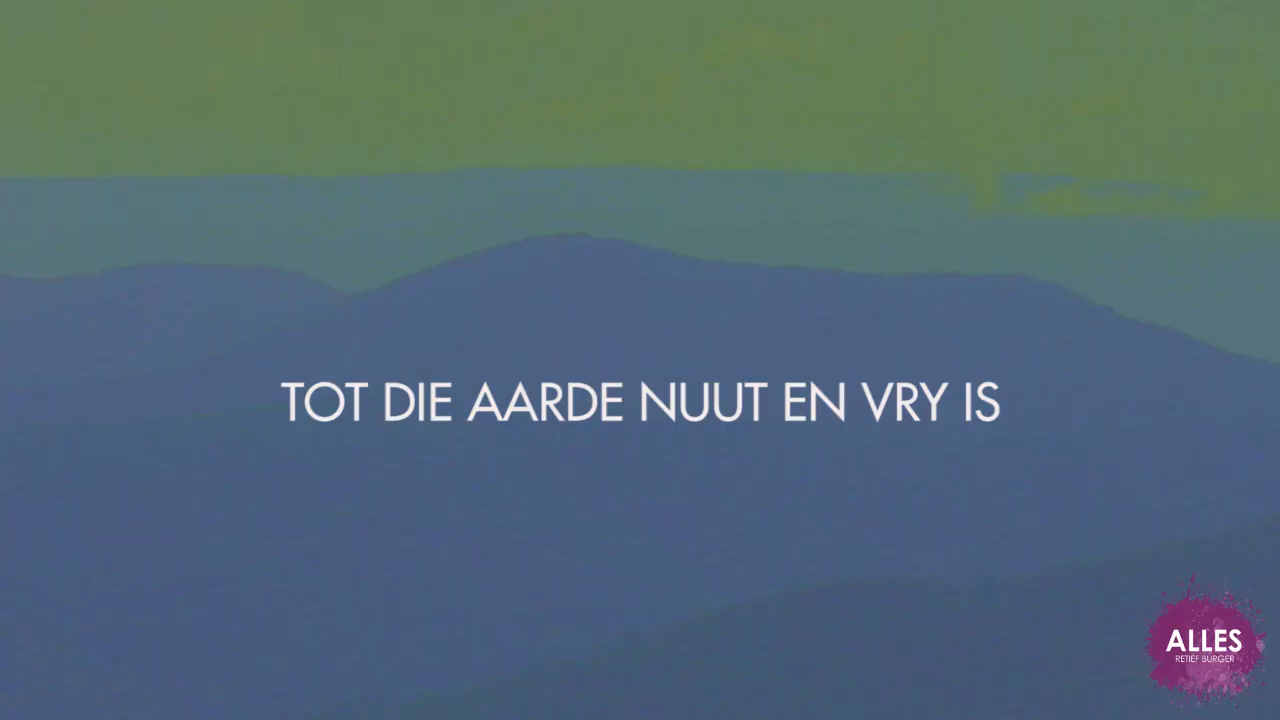 TOT DIE AARDE NUUT EN VRY IS
ALLES
RETIEF BURGER